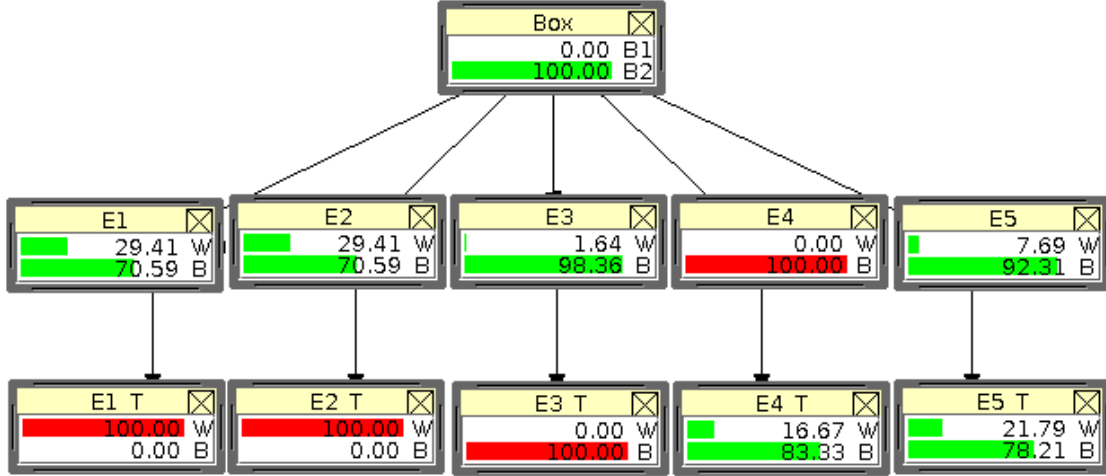 Box
0.00 B1
100.00 B2
E1
29.41 W
70.59 B
E2
29.41 W
70.59 B
E3
1.64 W
98.36 B
E4
0.00 W
100.00 B
E5
7.69 W
92.31 B
E1 T
100.00 W
0.00 B
E2 T
100.00 W
0.00 B
E3 T
0.00 W
100.00 B
E4 T
16.67 W
83.33 B
E5 T
21.79 W
78.21 B